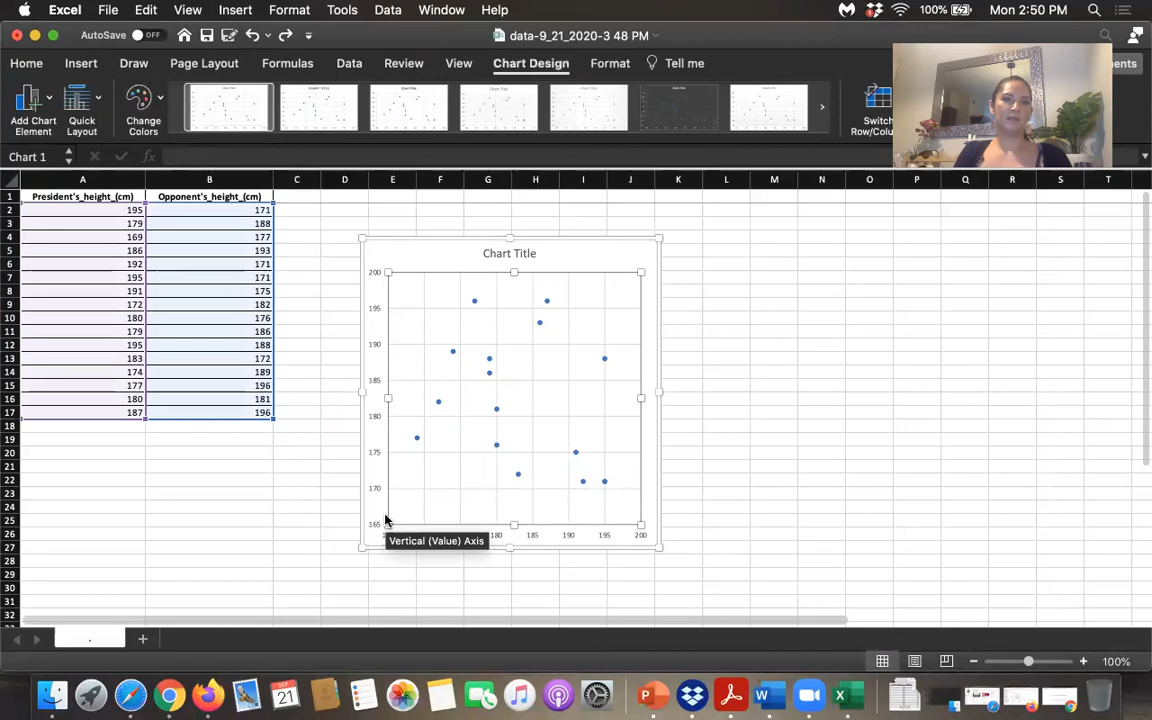 Excel File Edit View Insert Format Tools Data Window Help 100% Mon 2:50 PM
AutoSave OFF data-9_21_2020-3 48 PM
Home Insert Draw Page Layout Formulas Data Review View Chart Design Format Tell me
Add Chart Element Quick Layout Change Colors Switch
Chart 1 fx
A B C D E F G H I J K L M N O P Q R S T
1 President's_height_(cm) Opponent's_height_(cm)
2 195 171
3 179 188
4 169 177
5 186 193
6 192 171
7 195 171
8 191 175
9 172 182
10 180 176
11 179 186
12 195 188
13 183 172
14 174 189
15 177 196
16 180 181
17 187 196
18
19
20
21
22
23
24
25
26
27
28
29
30
31
32
Chart Title
200
195
190
185
180
175
170
165
180 185 190 195 200
Vertical (Value) Axis
100%
SEP
21